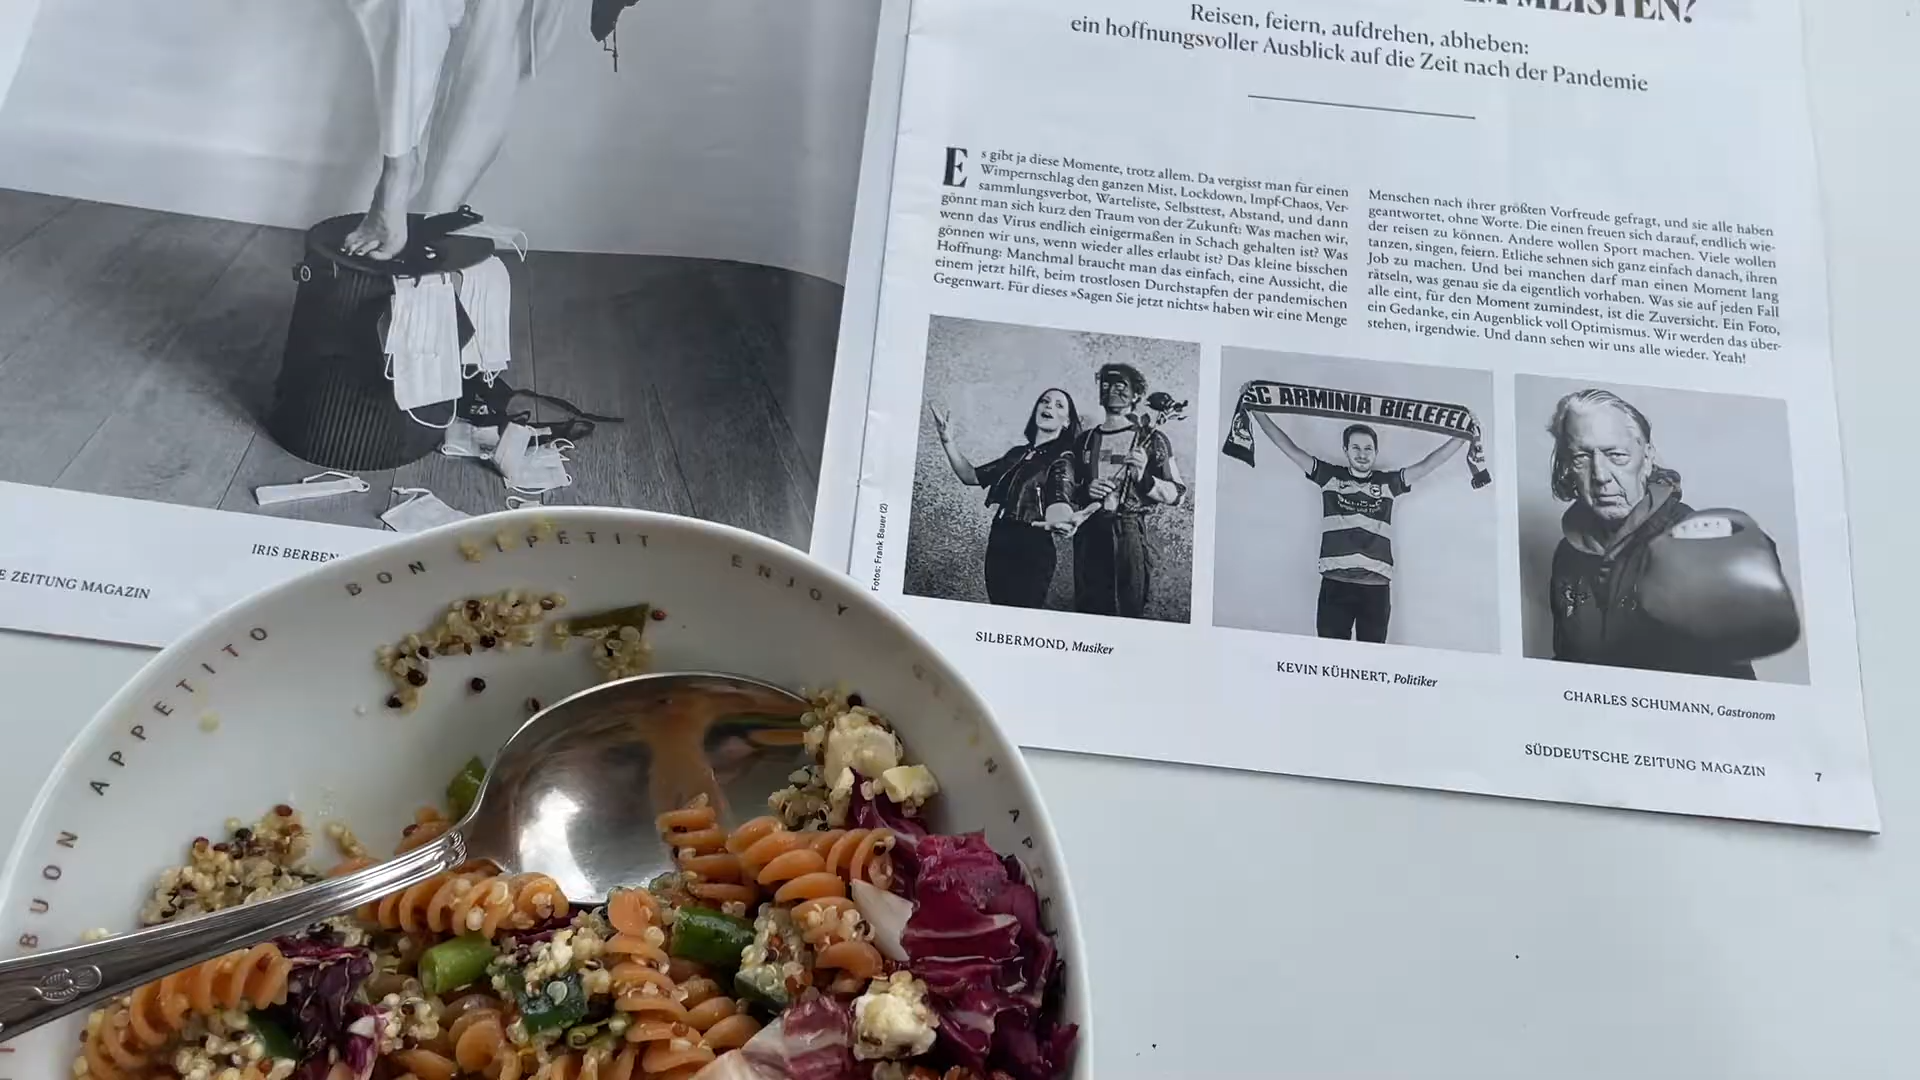 MEISTEN?
Reisen, feiern, aufdrehen, abheben:
ein hoffnungsvoller Ausblick auf die Zeit nach der Pandemie
Es gibt ja diese Momente, trotz allem. Da vergisst man für einen
Wimpernschlag den ganzen Mist, Lockdown, Impf-Chaos, Ver-
sammlungsverbot, Warteliste, Selbsttest, Abstand, und dann
gönnt man sich kurz den Traum von der Zukunft: Was machen wir,
wenn das Virus endlich einigermaßen in Schach gehalten ist? Was
gönnen wir uns, wenn wieder alles erlaubt ist? Das kleine bisschen
Hoffnung: Manchmal braucht man das einfach, eine Aussicht, die
einem jetzt hilft, beim trostlosen Durchstapfen der pandemischen
Gegenwart. Für dieses »Sagen Sie jetzt nichts« haben wir eine Menge
Menschen nach ihrer größten Vorfreude gefragt, und sie alle haben
geantwortet, ohne Worte. Die einen freuen sich darauf, endlich wie-
der reisen zu können. Andere wollen Sport machen. Viele wollen
tanzen, singen, feiern. Etliche sehnen sich ganz einfach danach, ihren
Job zu machen. Und bei manchen darf man einen Moment lang
rätseln, was genau sie da eigentlich vorhaben. Was sie auf jeden Fall
alle eint, für den Moment zumindest, ist die Zuversicht. Ein Foto,
ein Gedanke, ein Augenblick voll Optimismus. Wir werden das über-
stehen, irgendwie. Und dann sehen wir uns alle wieder. Yeah!
SC ARMINIA BIELEFEL
Fotos: Frank Bauer (2)
SILBERMOND, Musiker
KEVIN KÜHNERT, Politiker
CHARLES SCHUMANN, Gastronom
SÜDDEUTSCHE ZEITUNG MAGAZIN 7
IRIS BERBEN
E ZEITUNG MAGAZIN
BUON APPETITO
BON APPETIT
ENJOY
N APPET